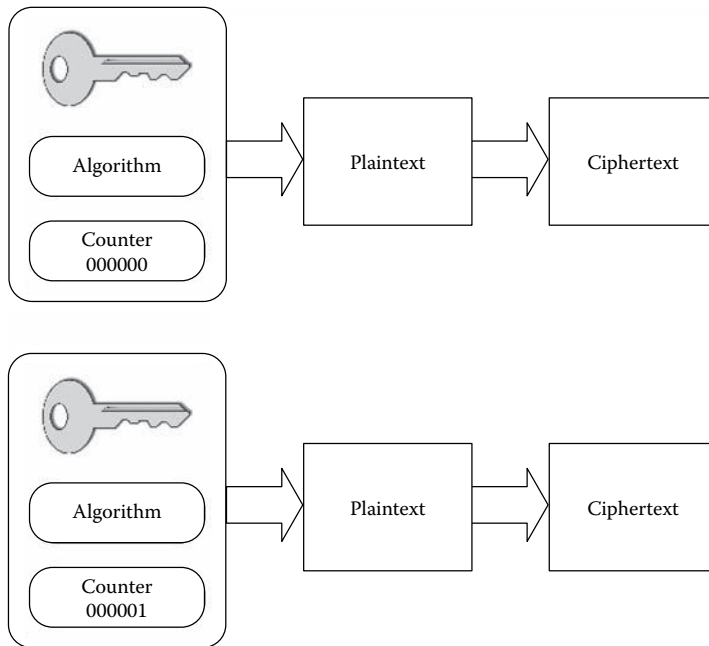 Algorithm
Counter
000000
Plaintext
Ciphertext
Algorithm
Counter
000001
Plaintext
Ciphertext